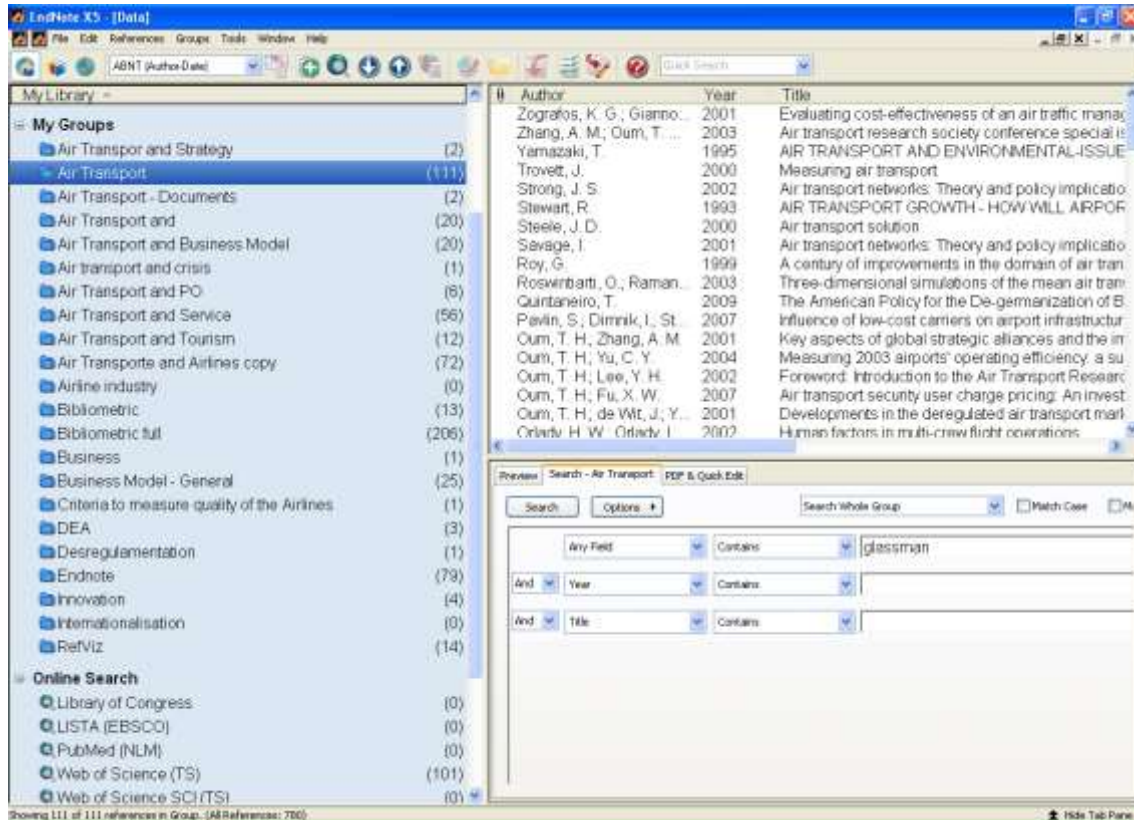 EndNote X5 - [Data]
File Edit References Groups Tools Window Help
ABNT (Author-Date)
Quick Search
My Library
My Groups
Air Transpor and Strategy (2)
Air Transport (111)
Air Transport - Documents (2)
Air Transport and (20)
Air Transport and Business Model (20)
Air transport and crisis (1)
Air Transport and PO (6)
Air Transport and Service (56)
Air Transport and Tourism (12)
Air Transporte and Airlines copy (72)
Airline industry (0)
Bibliometric (13)
Bibliometric full (206)
Business (1)
Business Model - General (25)
Criteria to measure quality of the Airlines (1)
DEA (3)
Desregulamentation (1)
Endnote (79)
Innovation (4)
Internationalisation (0)
RefViz (14)
Online Search
Library of Congress (0)
LISTA (EBSCO) (0)
PubMed (NLM) (0)
Web of Science (TS) (101)
Web of Science SCI (TS) (0)
Author Year Title
Zografos, K. G.; Gianno... 2001 Evaluating cost-effectiveness of an air traffic manag
Zhang, A. M.; Oum, T. ... 2003 Air transport research society conference special is
Yamazaki, T. 1995 AIR TRANSPORT AND ENVIRONMENTAL-ISSUE
Trovett, J. 2000 Measuring air transport
Strong, J. S. 2002 Air transport networks: Theory and policy implicatio
Stewart, R. 1993 AIR TRANSPORT GROWTH - HOW WILL AIRPOR
Steele, J. D. 2000 Air transport solution
Savage, I. 2001 Air transport networks: Theory and policy implicatio
Roy, G. 1999 A century of improvements in the domain of air tran
O.; Raman... 2003 Three-dimensional simulations of the mean air tran
Quintaneiro, T. 2009 The American Policy for the De-germanization of B
Pavlin, S.; Dimnik, I.; St... 2007 Influence of low-cost carriers on airport infrastructur
Oum, T. H.; Zhang, A. M. 2001 Key aspects of global strategic alliances and the im
Oum, T. H.; Yu, C. Y. 2004 Measuring 2003 airports' operating efficiency: a su
Oum, T. H.; Lee, Y. H. 2002 Foreword: Introduction to the Air Transport Researc
Oum, T. H.; Fu, X. W. 2007 Air transport security user charge pricing: An invest
Oum, T. H.; de Wit, J.; Y... 2001 Developments in the deregulated air transport mark
Orlady, H. W.; Orlady, L. 2002 Human factors in multi-crew flight operations
Preview Search - Air Transport PDF & Quick Edit
Search Options Search Whole Group Match Case
Any Field Contains glassman
And Year Contains
And Title Contains
Showing 111 of 111 references in Group. (All References: 780)
Hide Tab Pane